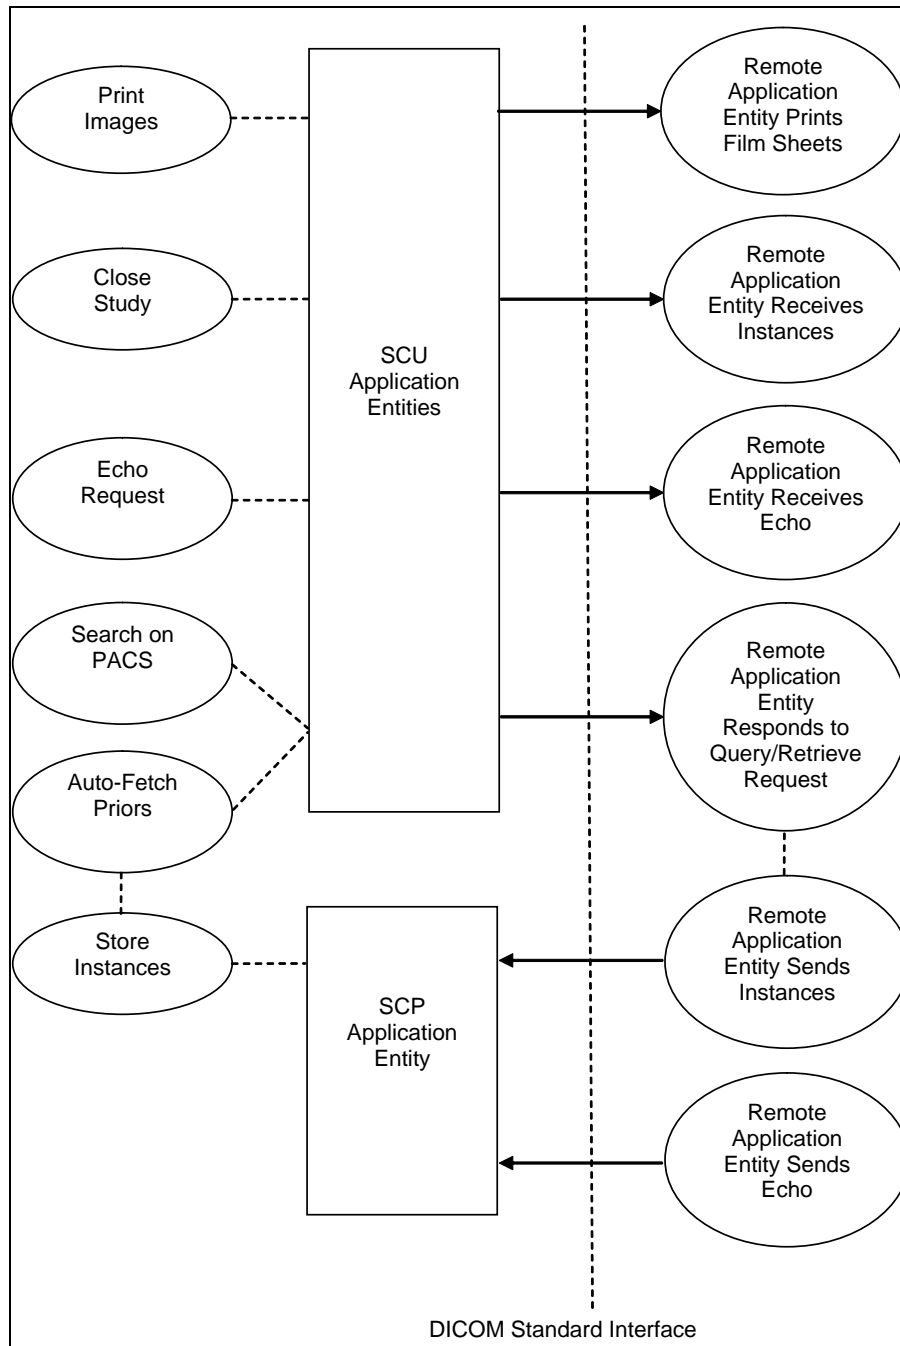 Print
Images
Remote
Application
Entity Prints
Film Sheets
Close
Study
Remote
Application
Entity Receives
Instances
SCU
Application
Entities
Echo
Request
Remote
Application
Entity Receives
Echo
Search on
PACS
Remote
Application
Entity
Responds to
Query/Retrieve
Request
Auto-Fetch
Priors
Store
Instances
Remote
Application
Entity Sends
Instances
SCP
Application
Entity
Remote
Application
Entity Sends
Echo
DICOM Standard Interface